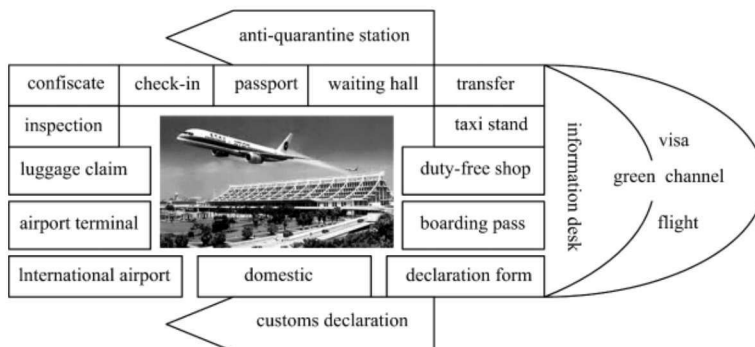 anti-quarantine station
confiscate check-in passport waiting hall transfer
inspection taxi stand
luggage claim duty-free shop
airport terminal boarding pass
lnternational airport domestic declaration form
customs declaration
information desk
visa
green channel
flight